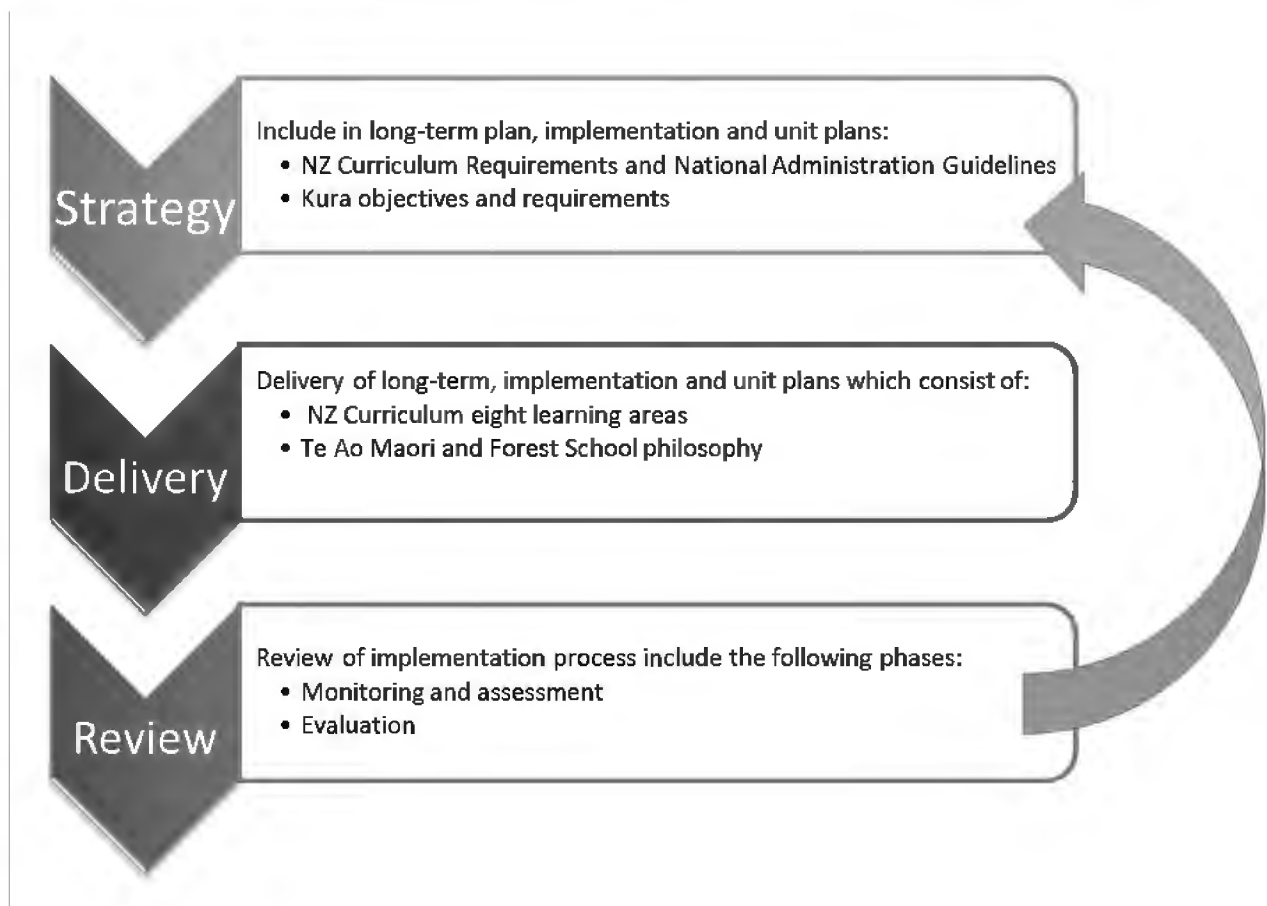 Strategy
Include in long-term plan, implementation and unit plans:
• NZ Curriculum Requirements and National Administration Guidelines
• Kura objectives and requirements
Delivery
Delivery of long-term, implementation and unit plans which consist of:
• NZ Curriculum eight learning areas
• Te Ao Maori and Forest School philosophy
Review
Review of implementation process include the following phases:
• Monitoring and assessment
• Evaluation